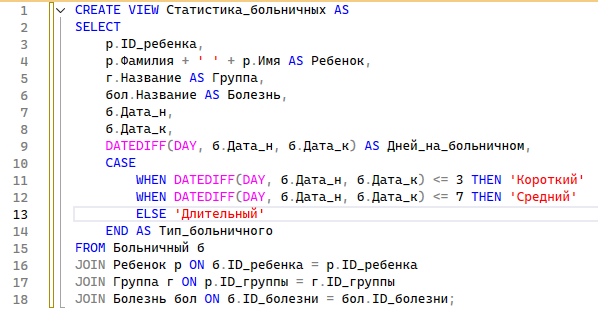 1 CREATE VIEW Статистика_больничных AS
2 SELECT
3 р.ID_ребенка,
4 р.Фамилия + ' ' + р.Имя AS Ребенок,
5 г.Название AS Группа,
6 бол.Название AS Болезнь,
7 б.Дата_н,
8 б.Дата_к,
9 DATEDIFF(DAY, б.Дата_н, б.Дата_к) AS Дней_на_больничном,
10 CASE
11 WHEN DATEDIFF(DAY, б.Дата_н, б.Дата_к) <= 3 THEN 'Короткий'
12 WHEN DATEDIFF(DAY, б.Дата_н, б.Дата_к) <= 7 THEN 'Средний'
13 ELSE 'Длительный'
14 END AS Тип_больничного
15 FROM Больничный б
16 JOIN Ребенок р ON б.ID_ребенка = р.ID_ребенка
17 JOIN Группа г ON р.ID_группы = г.ID_группы
18 JOIN Болезнь бол ON б.ID_болезни = бол.ID_болезни;